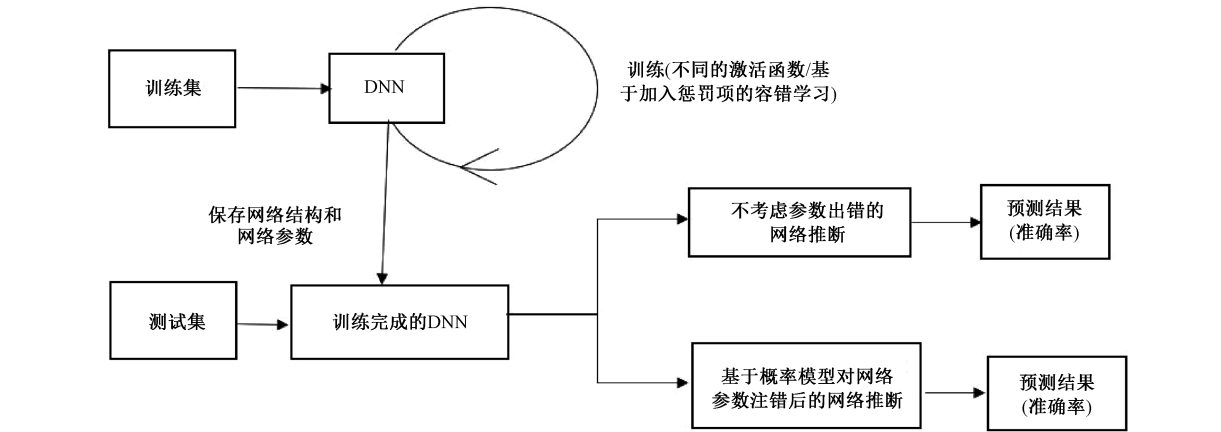 训练集
DNN
训练(不同的激活函数/基
于加入惩罚项的容错学习)
保存网络结构和
网络参数
不考虑参数出错的
网络推断
预测结果
(准确率)
测试集
训练完成的DNN
基于概率模型对网络
参数注错后的网络推断
预测结果
(准确率)